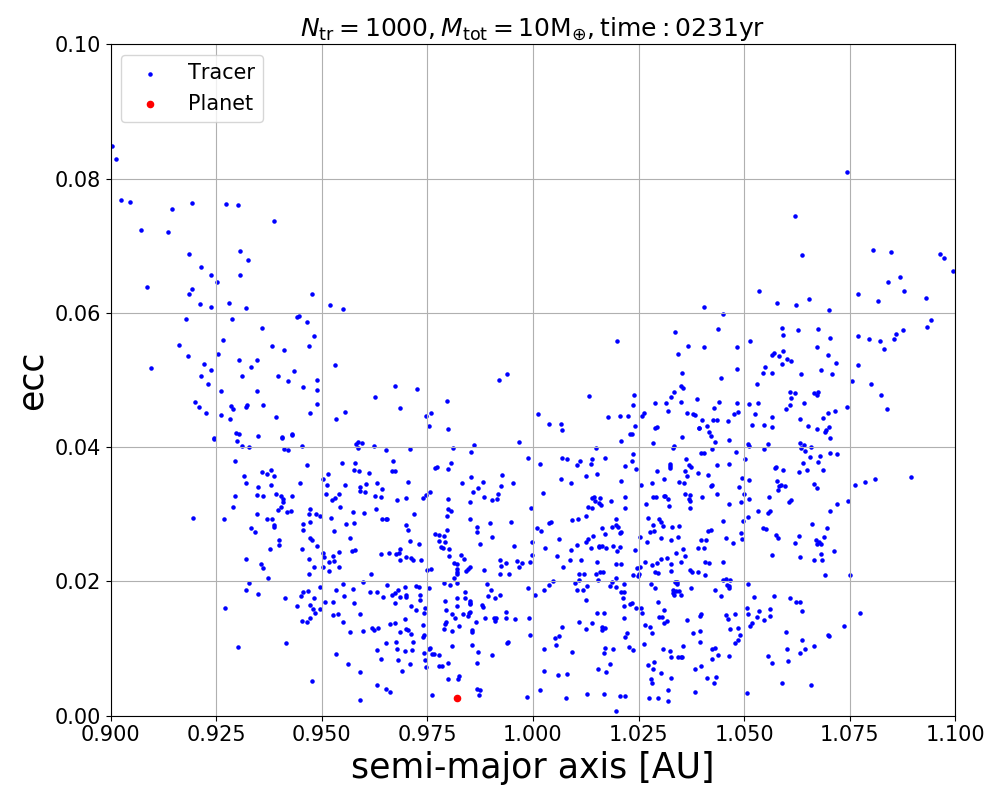 N_tr = 1000, M_tot = 10M_⊕, time : 0231yr
Tracer
Planet
ecc
0.10
0.08
0.06
0.04
0.02
0.00
0.900 0.925 0.950 0.975 1.000 1.025 1.050 1.075 1.100
semi-major axis [AU]